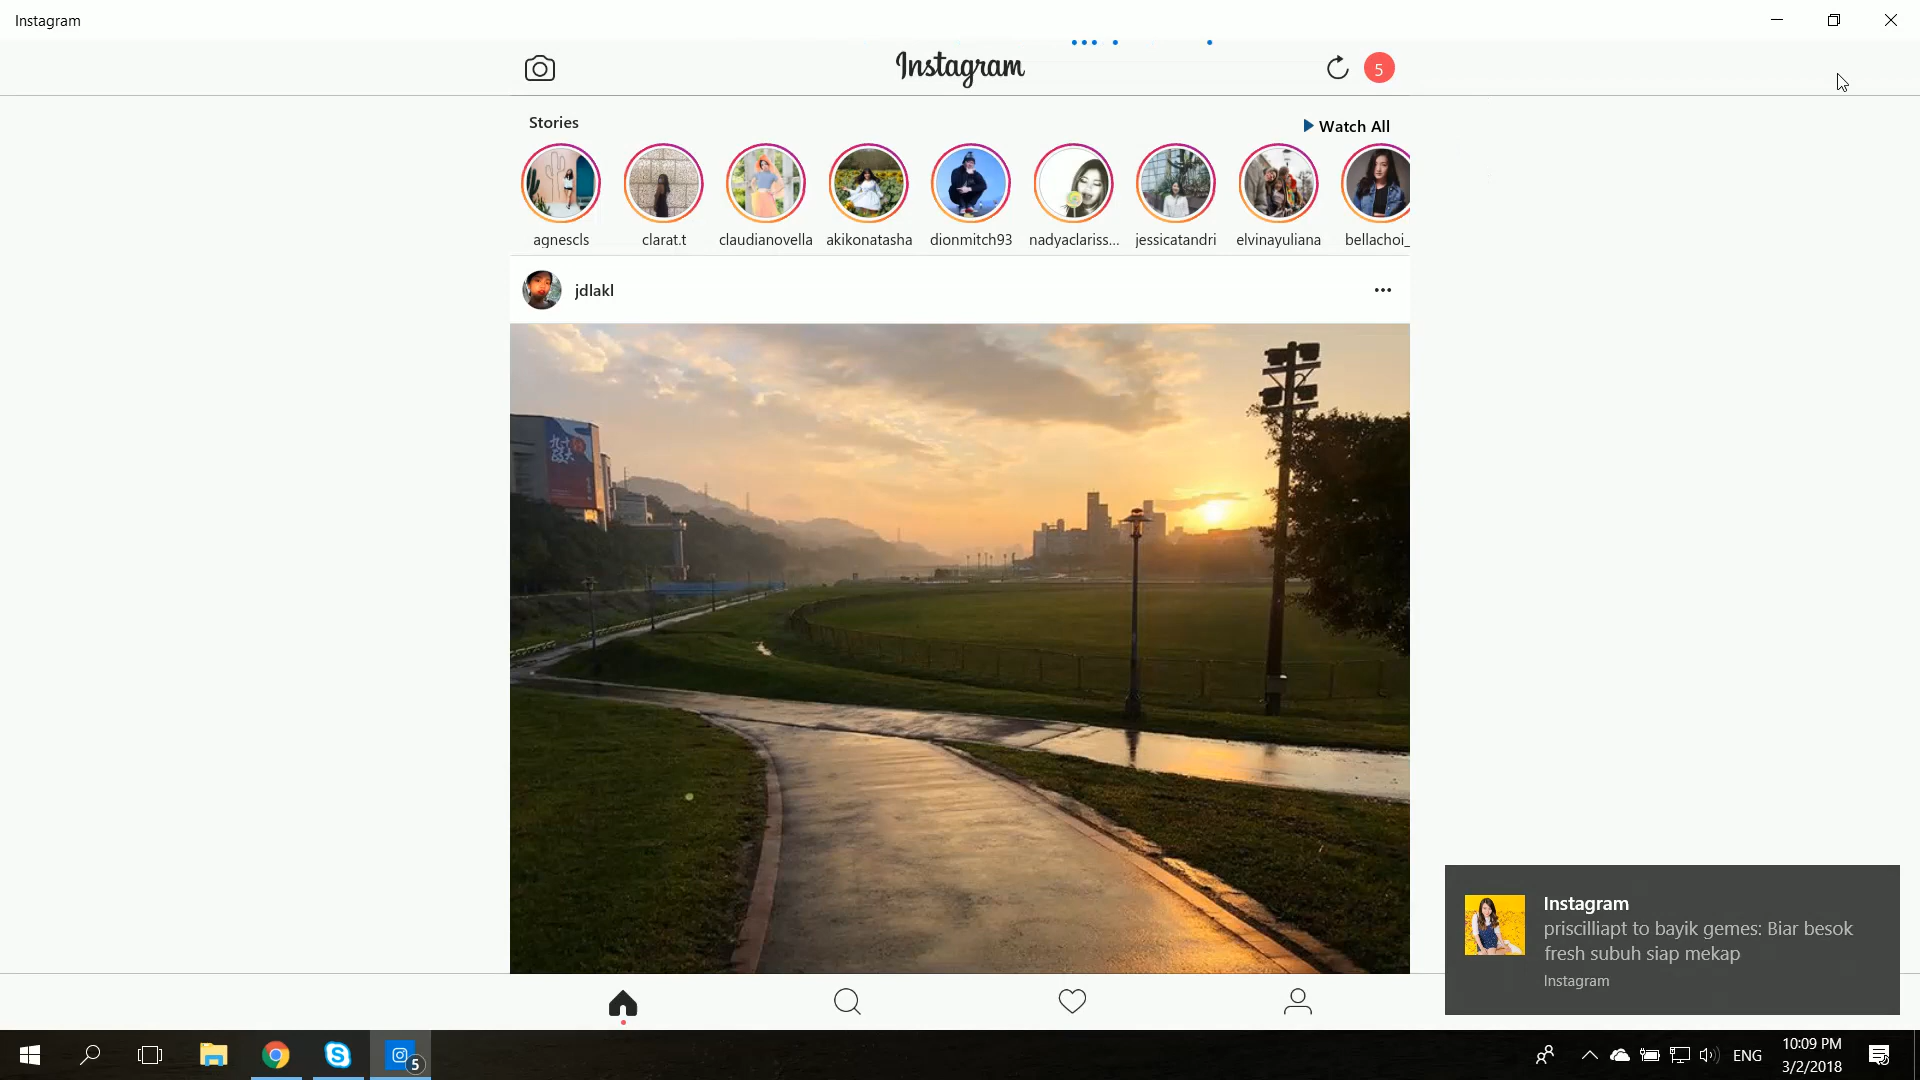 Instagram
Instagram
5
Stories
Watch All
agnescls
clarat.t
claudianovella
akikonatasha
dionmitch93
nadyaclariss...
jessicatandri
elvinayuliana
bellachoi_
jdlakl
Instagram
priscilliapt to bayik gemes: Biar besok
fresh subuh siap mekap
Instagram
5
ENG
10:09 PM
3/2/2018